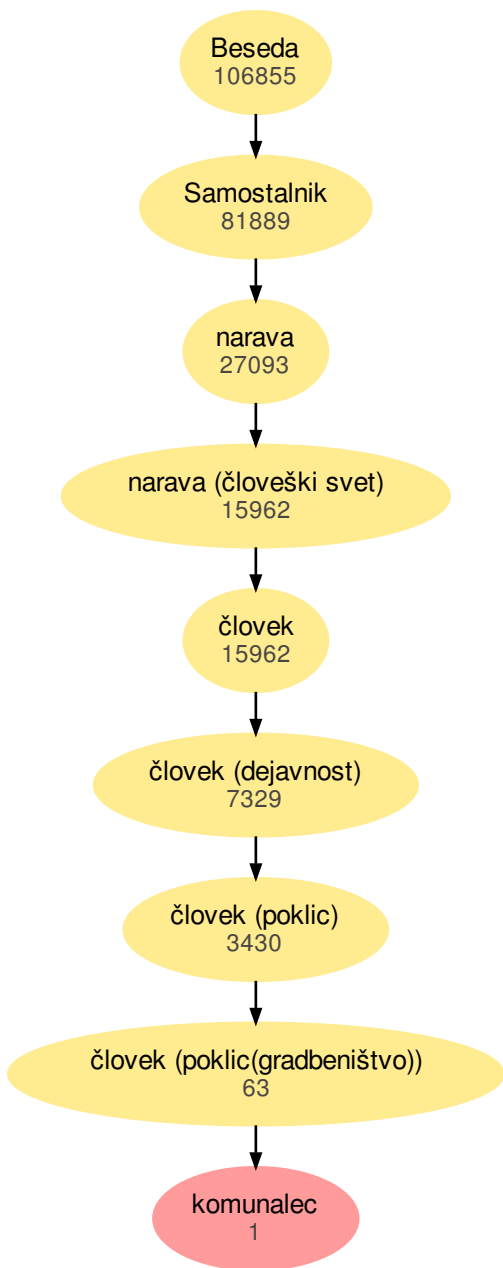 Beseda
106855
Samostalnik
81889
narava
27093
narava (človeški svet)
15962
človek
15962
človek (dejavnost)
7329
človek (poklic)
3430
človek (poklic(gradbeništvo))
63
komunalec
1